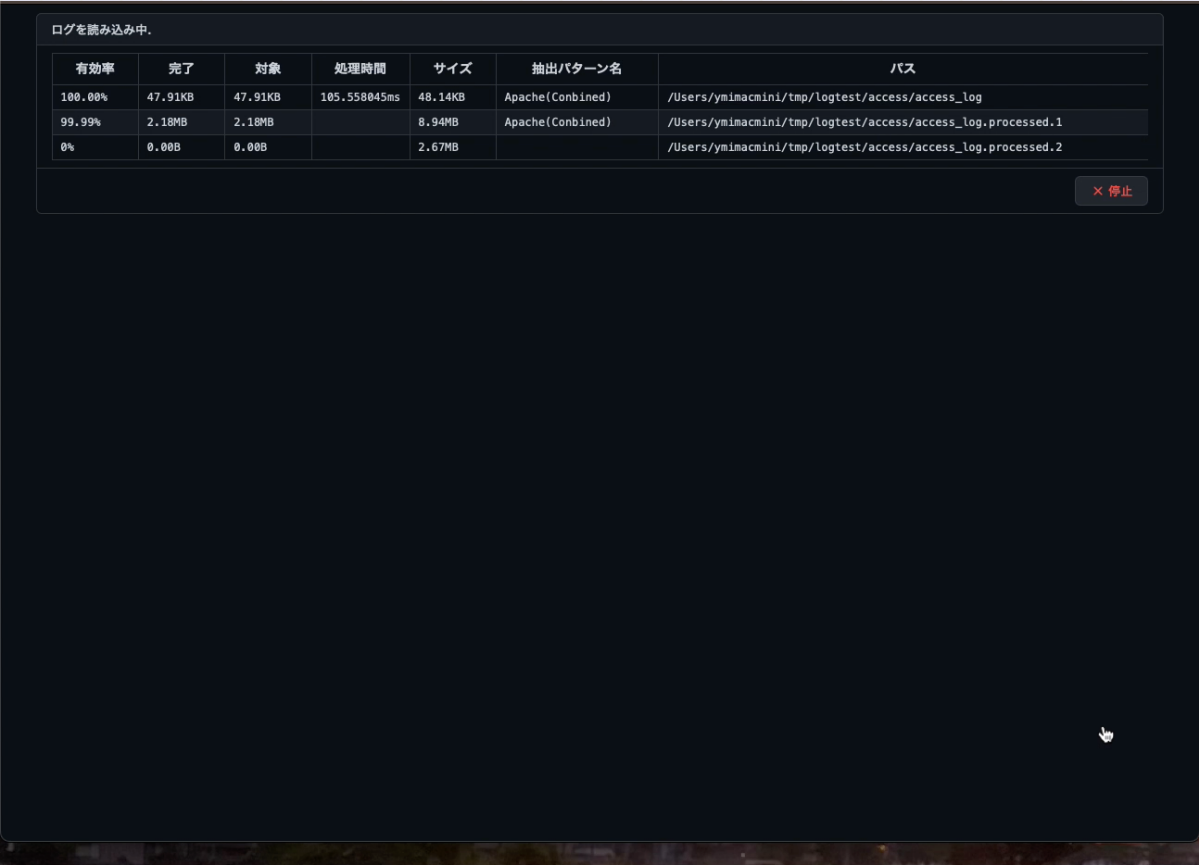 ログを読み込み中.
有効率 完了 対象 処理時間 サイズ 抽出パターン名 パス
100.00% 47.91KB 47.91KB 105.558045ms 48.14KB Apache(Conbined) /Users/ymimacmini/tmp/logtest/access/access_log
99.99% 2.18MB 2.18MB 8.94MB Apache(Conbined) /Users/ymimacmini/tmp/logtest/access/access_log.processed.1
0% 0.00B 0.00B 2.67MB /Users/ymimacmini/tmp/logtest/access/access_log.processed.2
× 停止